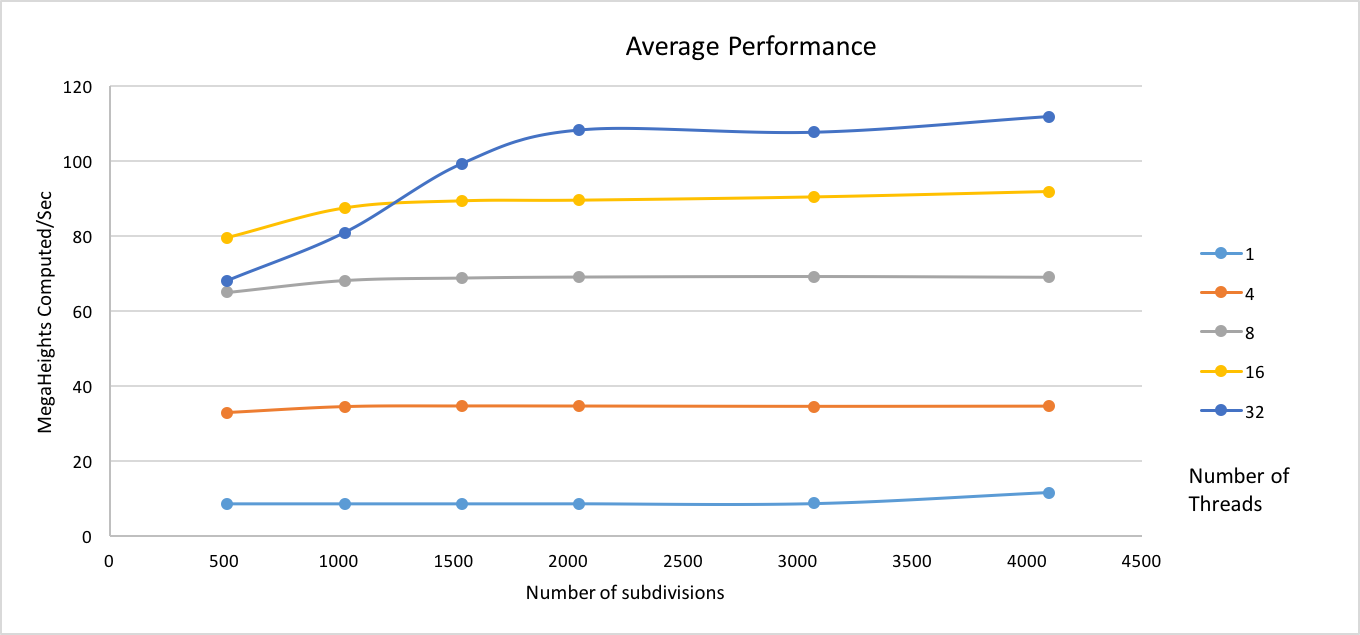 Average Performance
MegaHeights Computed/Sec
120
100
80
60
40
20
0
0 500 1000 1500 2000 2500 3000 3500 4000 4500
Number of subdivisions
1
4
8
16
32
Number of
Threads